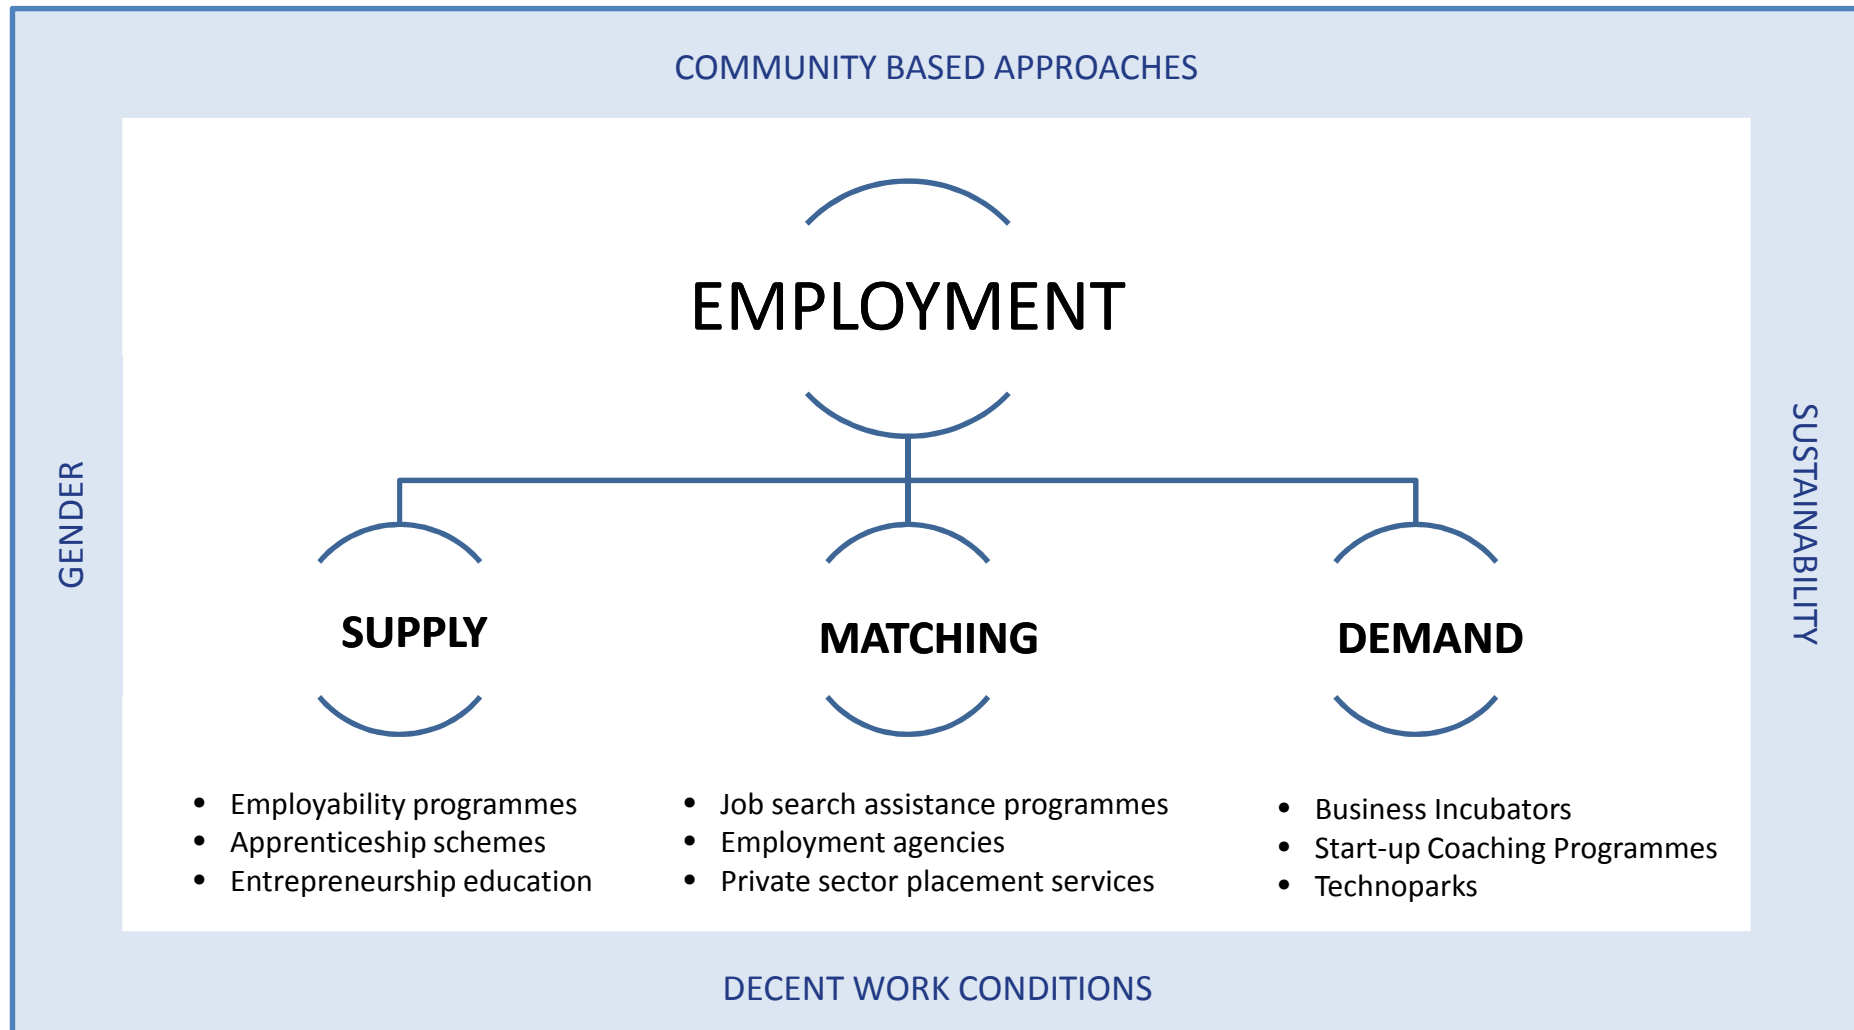 COMMUNITY BASED APPROACHES
GENDER
SUSTAINABILITY
EMPLOYMENT
SUPPLY
MATCHING
DEMAND
• Employability programmes
• Apprenticeship schemes
• Entrepreneurship education
• Job search assistance programmes
• Employment agencies
• Private sector placement services
• Business Incubators
• Start-up Coaching Programmes
• Technoparks
DECENT WORK CONDITIONS